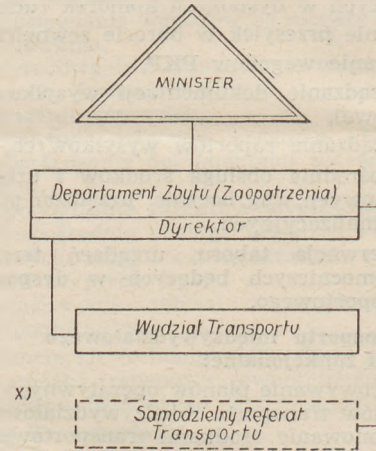 MINISTER
Departament Zbytu (Zaopatrzenia)
Dyrektor
Wydział Transportu
x)
Samodzielny Referat
Transportu